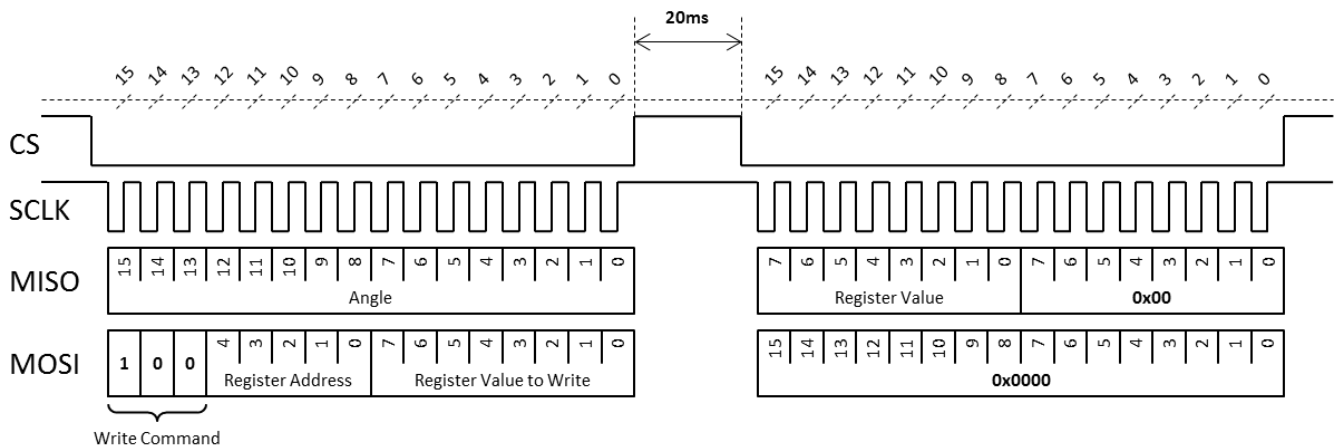 20ms
15 14 13 12 11 10 9 8 7 6 5 4 3 2 1 0 15 14 13 12 11 10 9 8 7 6 5 4 3 2 1 0
CS
SCLK
MISO 15 14 13 12 11 10 9 8 7 6 5 4 3 2 1 0 7 6 5 4 3 2 1 0 7 6 5 4 3 2 1 0
Angle Register Value 0x00
MOSI 1 0 0 4 3 2 1 0 7 6 5 4 3 2 1 0 15 14 13 12 11 10 9 8 7 6 5 4 3 2 1 0
Register Address Register Value to Write 0x0000
Write Command